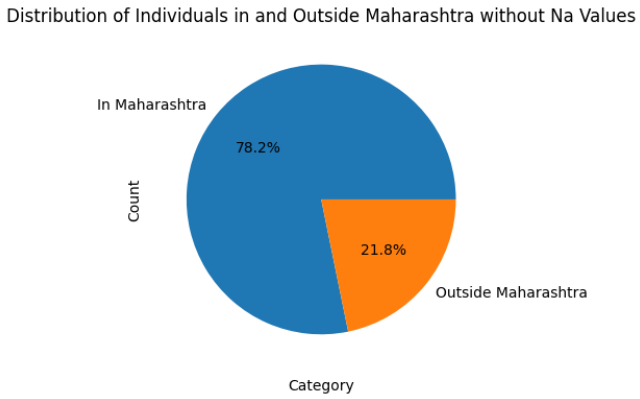 Distribution of Individuals in and Outside Maharashtra without Na Values
In Maharashtra
78.2%
Count
21.8%
Outside Maharashtra
Category